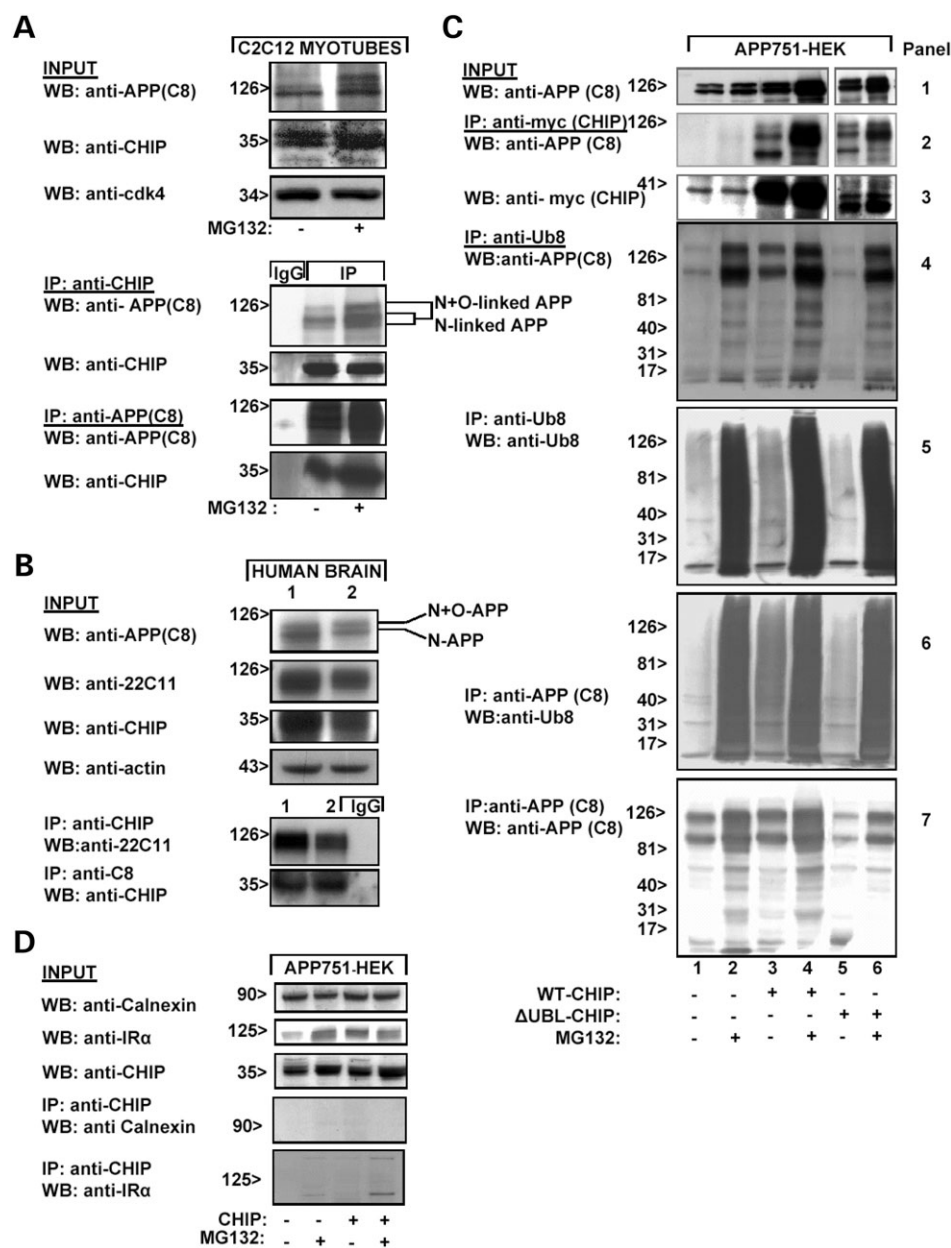 A
C2C12 MYOTUBES
INPUT
WB: anti-APP(C8)
126>
WB: anti-CHIP
35>
WB: anti-cdk4
34>
MG132: - +
IgG IP
IP: anti-CHIP
WB: anti- APP(C8)
126>
N+O-linked APP
N-linked APP
WB: anti-CHIP
35>
IP: anti-APP(C8)
WB: anti-APP(C8)
126>
WB: anti-CHIP
35>
MG132 : - +
B
HUMAN BRAIN
1 2
INPUT
WB: anti-APP(C8)
126>
N+O-APP
N-APP
WB: anti-22C11
126>
WB: anti-CHIP
35>
WB: anti-actin
43>
1 2 IgG
IP: anti-CHIP
WB:anti-22C11
126>
IP: anti-C8
WB: anti-CHIP
35>
C
APP751-HEK
Panel
INPUT
WB: anti-APP (C8)
126>
1
IP: anti-myc (CHIP)
WB: anti-APP (C8)
126>
2
WB: anti- myc (CHIP)
41>
3
IP: anti-Ub8
WB:anti-APP(C8)
126>
81>
40>
31>
17>
4
IP: anti-Ub8
WB: anti-Ub8
126>
81>
40>
31>
17>
5
IP: anti-APP (C8)
WB:anti-Ub8
126>
81>
40>
31>
17>
6
IP:anti-APP (C8)
WB: anti-APP (C8)
126>
81>
40>
31>
17>
7
1 2 3 4 5 6
WT-CHIP: - - + + - -
ΔUBL-CHIP: - - - - + +
MG132: - + - + - +
D
APP751-HEK
INPUT
WB: anti-Calnexin
90>
WB: anti-IRα
125>
WB: anti-CHIP
35>
IP: anti-CHIP
WB: anti Calnexin
90>
IP: anti-CHIP
WB: anti-IRα
125>
CHIP: - - + +
MG132: - + - +